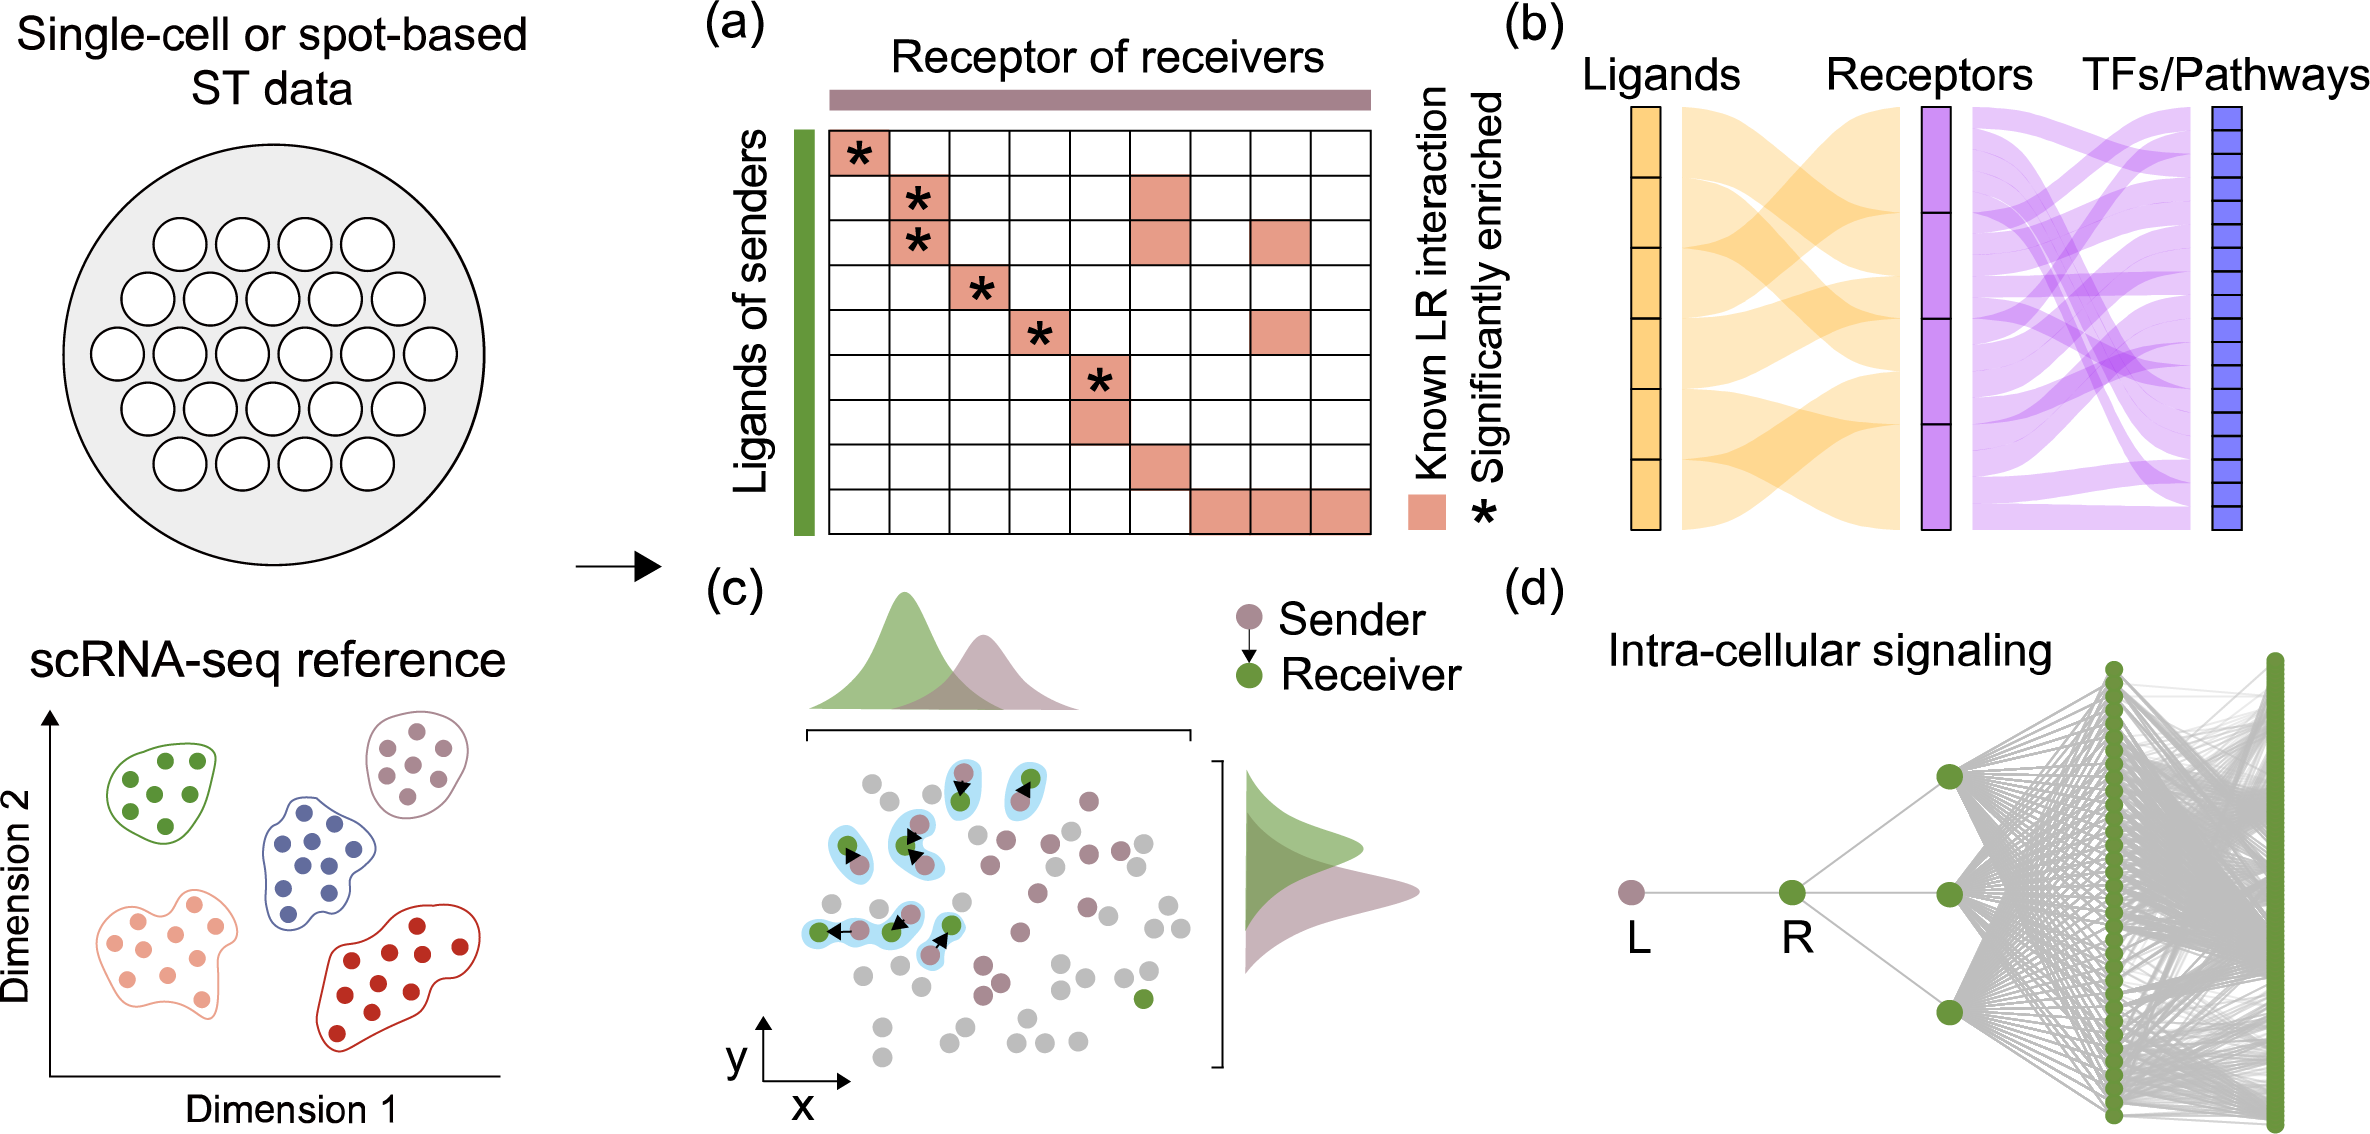 Single-cell or spot-based
ST data
scRNA-seq reference
Dimension 2
Dimension 1
(a)
Receptor of receivers
Ligands of senders
*
*
*
*
*
*
Known LR interaction
* Significantly enriched
(b)
Ligands
Receptors
TFs/Pathways
(c)
Sender
Receiver
y
x
(d)
Intra-cellular signaling
L
R